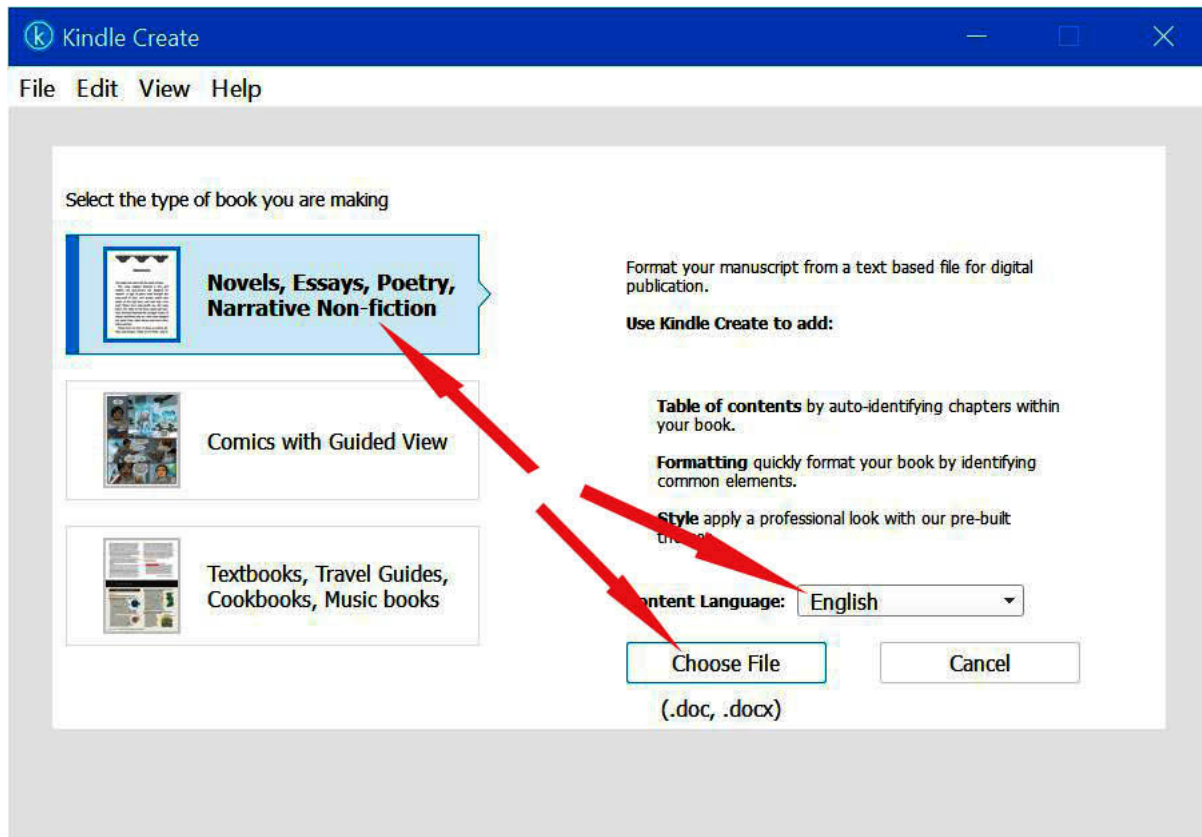 Kindle Create
File Edit View Help
Select the type of book you are making
Novels, Essays, Poetry,
Narrative Non-fiction
Comics with Guided View
Textbooks, Travel Guides,
Cookbooks, Music books
Format your manuscript from a text based file for digital
publication.
Use Kindle Create to add:
Table of contents by auto-identifying chapters within
your book.
Formatting quickly format your book by identifying
common elements.
Style apply a professional look with our pre-built
Content Language: English
Choose File
Cancel
(.doc, .docx)